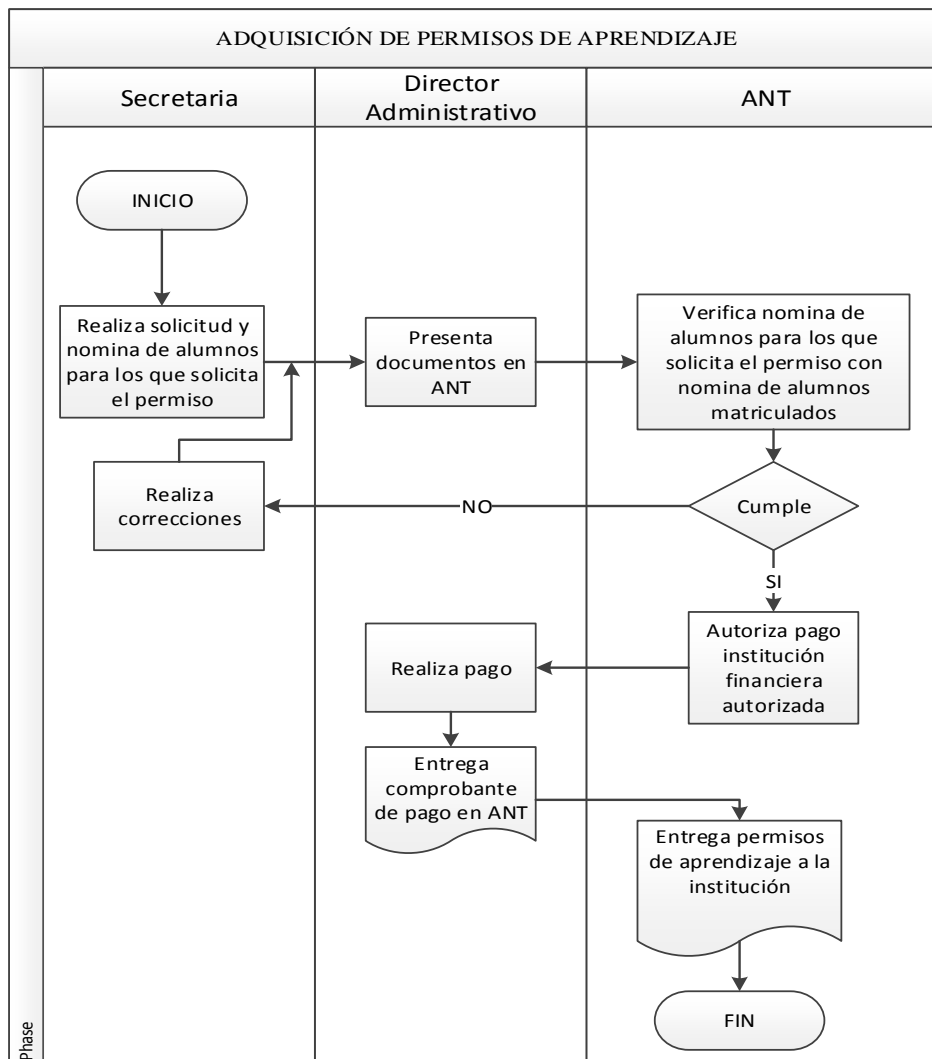 ADQUISICIÓN DE PERMISOS DE APRENDIZAJE
Secretaria
Director
Administrativo
ANT
INICIO
Realiza solicitud y
nomina de alumnos
para los que solicita
el permiso
Presenta
documentos en
ANT
Verifica nomina de
alumnos para los que
solicita el permiso con
nomina de alumnos
matriculados
Realiza
correcciones
NO
Cumple
SI
Realiza pago
Autoriza pago
institución
financiera
autorizada
Entrega
comprobante
de pago en ANT
Entrega permisos
de aprendizaje a la
institución
FIN
Phase